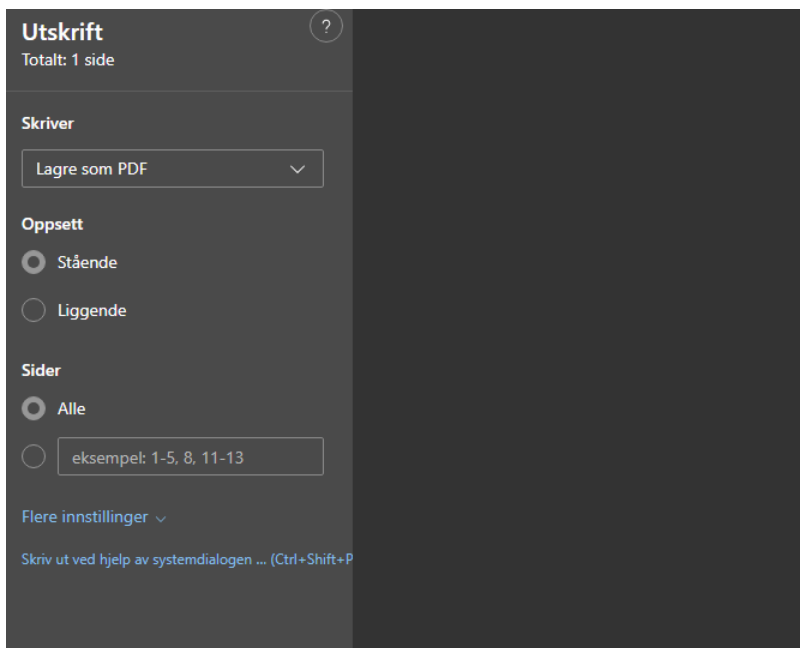 Utskrift
?
Totalt: 1 side
Skriver
Lagre som PDF
Oppsett
Stående
Liggende
Sider
Alle
eksempel: 1-5, 8, 11-13
Flere innstillinger
Skriv ut ved hjelp av systemdialogen ... (Ctrl+Shift+P